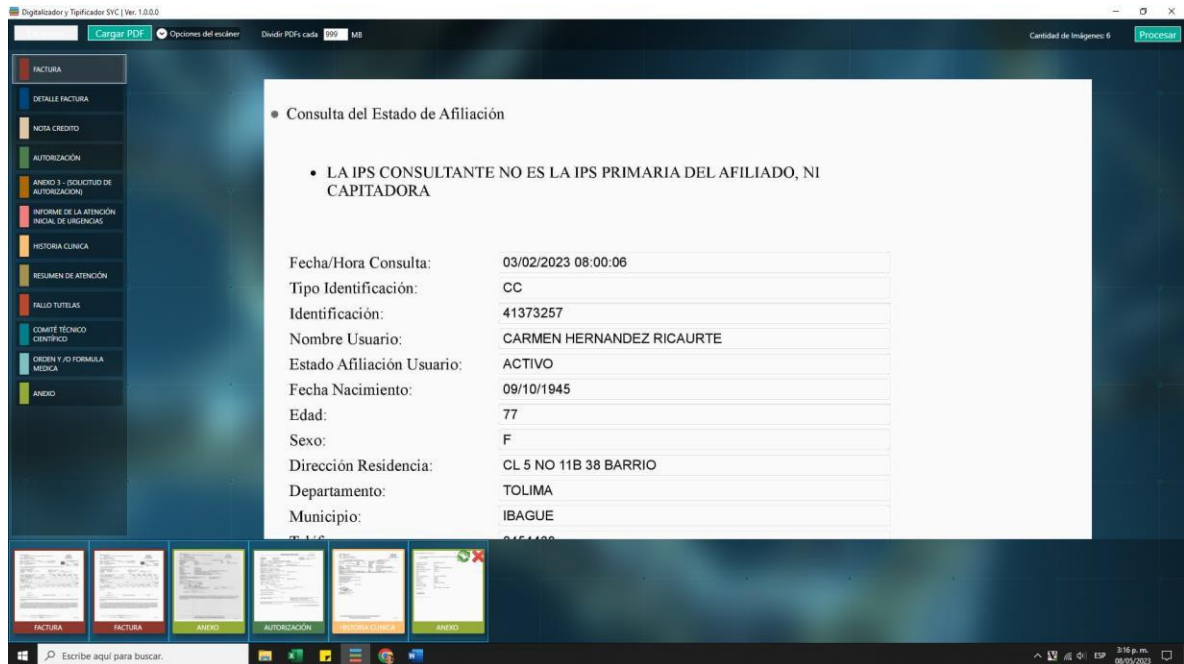 Digitalizador y Tipificador SYC | Ver. 1.0.0.0
Cargar PDF Opciones del escáner Dividir PDFs cada 999 MB Cantidad de Imágenes: 6 Procesar
FACTURA
DETALLE FACTURA
NOTA CREDITO
AUTORIZACIÓN
ANEXO 3 - (SOLICITUD DE
AUTORIZACION)
INFORME DE LA ATENCIÓN
INICIAL DE URGENCIAS
HISTORIA CLINICA
RESUMEN DE ATENCIÓN
FALLO TUTELAS
COMITÉ TÉCNICO
CIENTÍFICO
ORDEN Y /O FORMULA
MEDICA
ANEXO
Consulta del Estado de Afiliación
• LA IPS CONSULTANTE NO ES LA IPS PRIMARIA DEL AFILIADO, NI
CAPITADORA
Fecha/Hora Consulta: 03/02/2023 08:00:06
Tipo Identificación: CC
Identificación: 41373257
Nombre Usuario: CARMEN HERNANDEZ RICAURTE
Estado Afiliación Usuario: ACTIVO
Fecha Nacimiento: 09/10/1945
Edad: 77
Sexo: F
Dirección Residencia: CL 5 NO 11B 38 BARRIO
Departamento: TOLIMA
Municipio: IBAGUE
FACTURA FACTURA ANEXO AUTORIZACIÓN HISTORIA CLINICA ANEXO
Escribe aquí para buscar. ESP 3:16 p. m.
08/05/2023